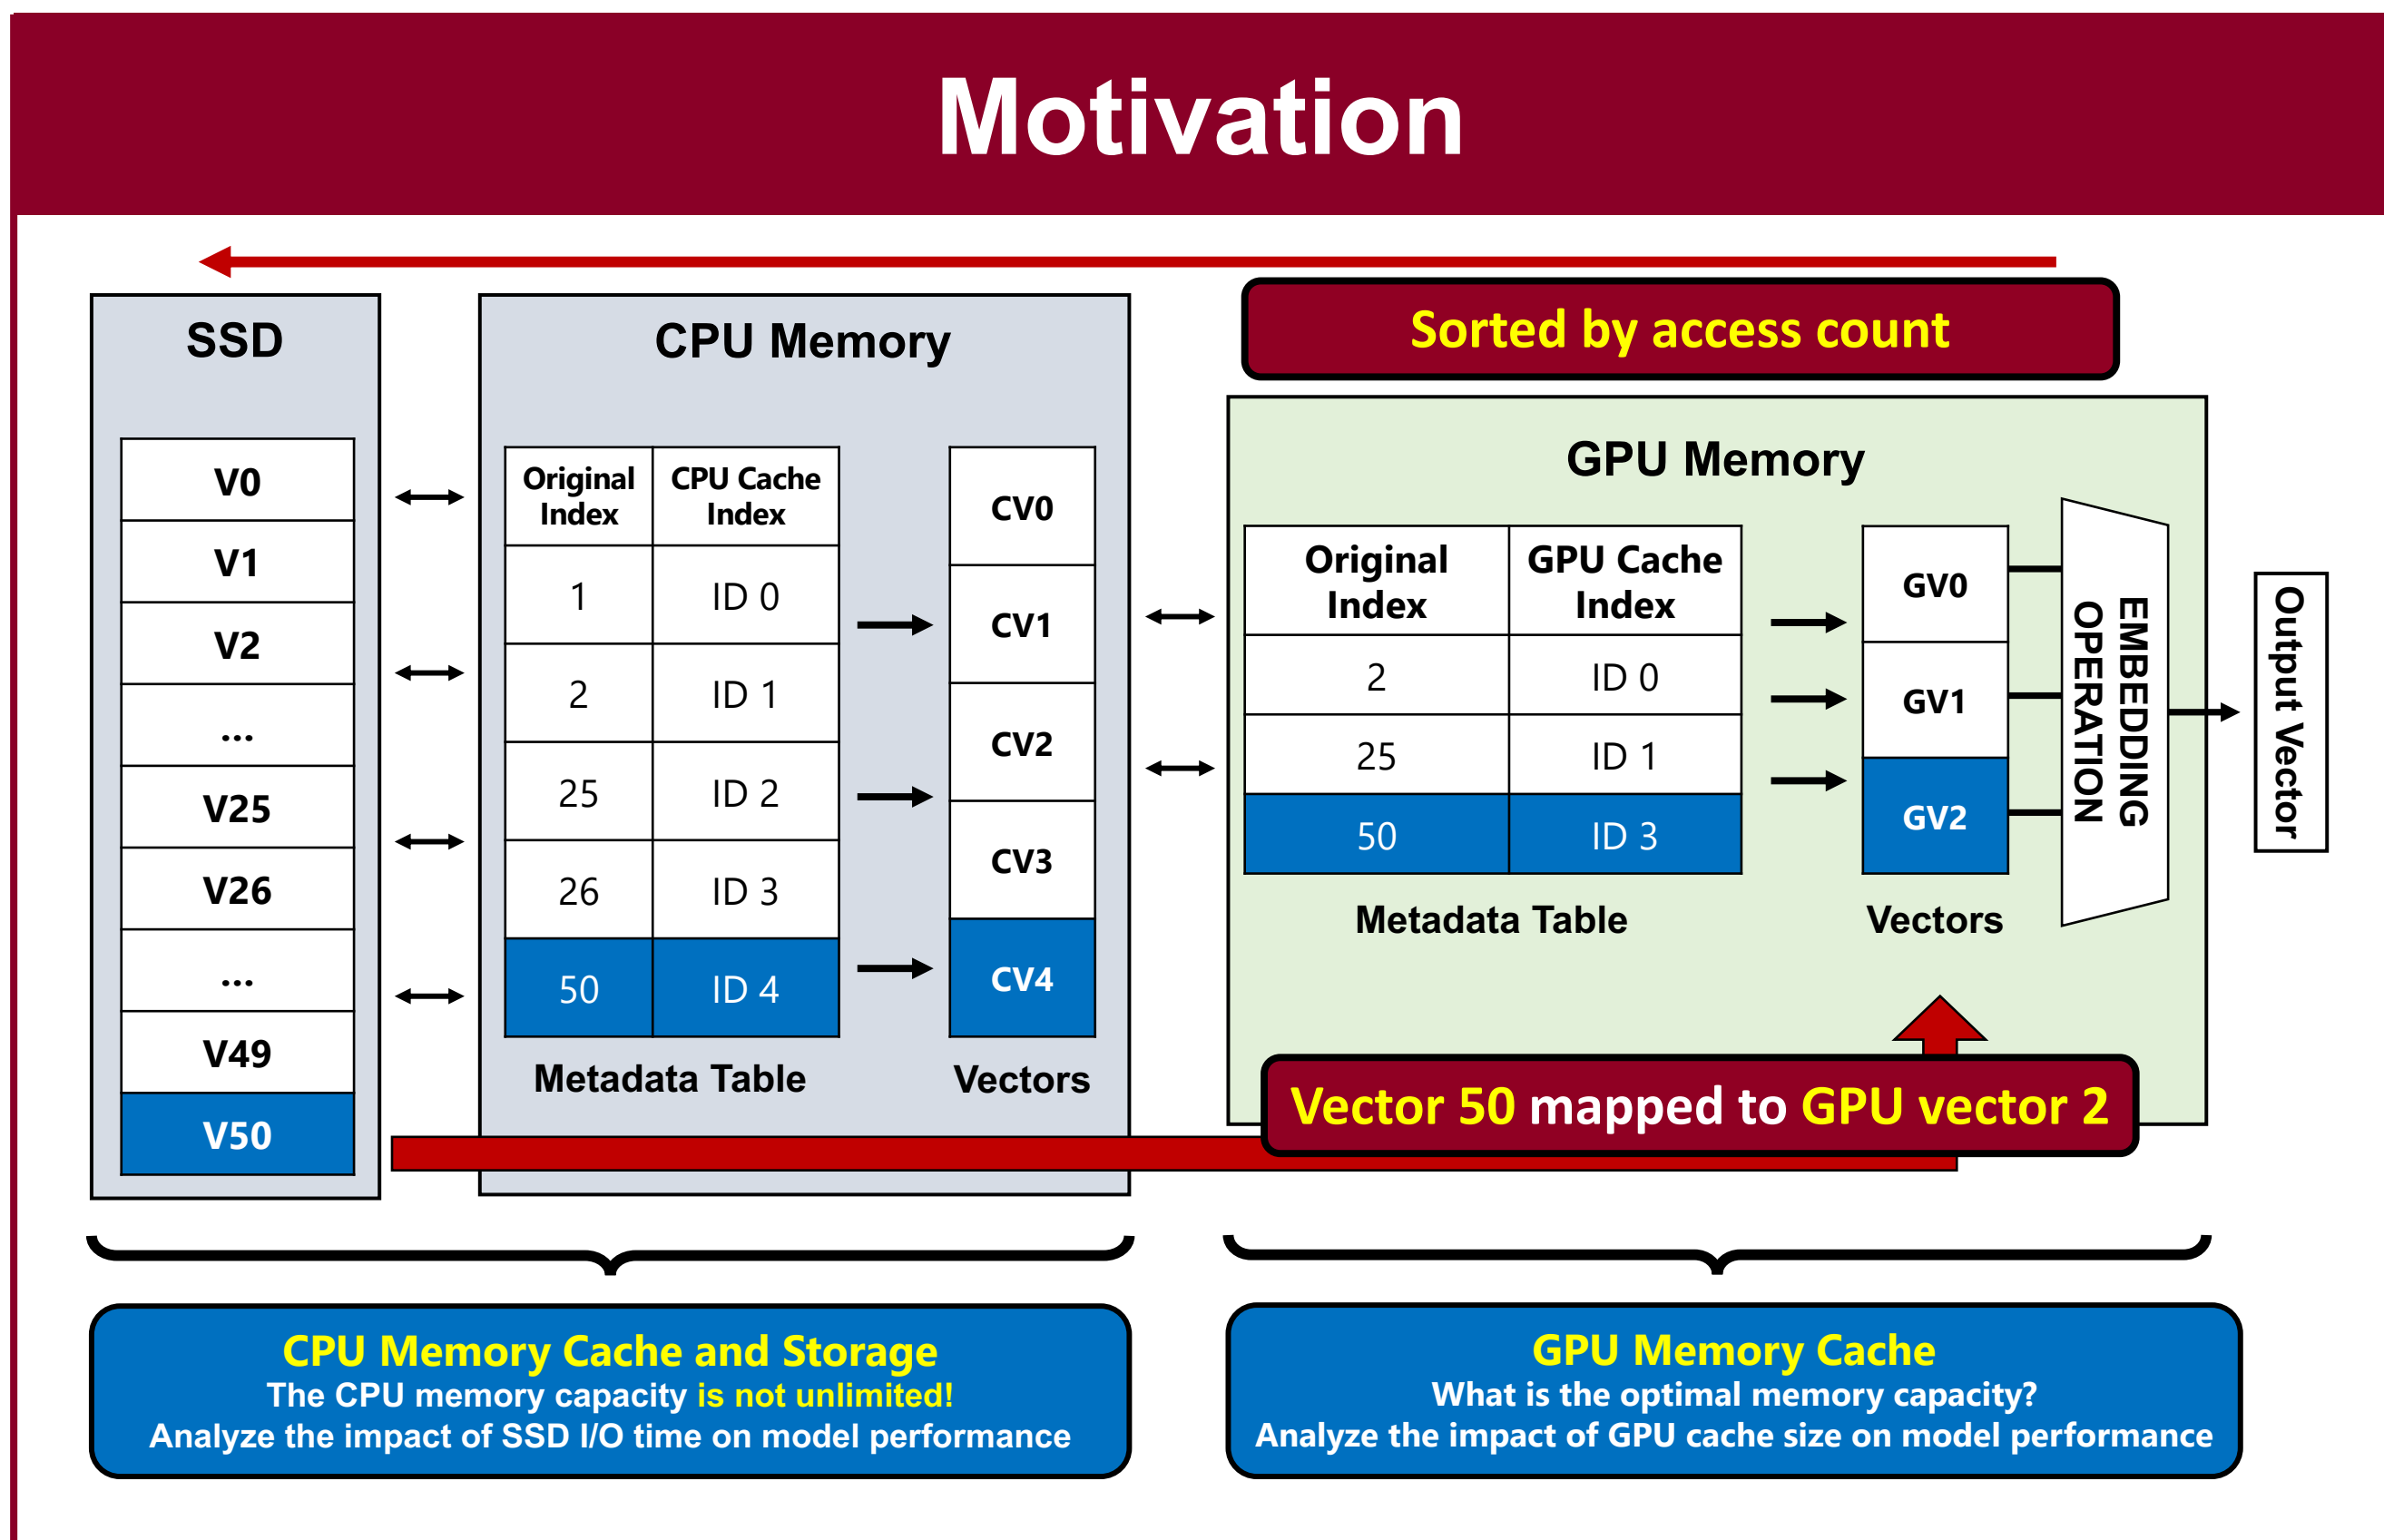 Motivation
Sorted by access count
SSD
V0
V1
V2
...
V25
V26
...
V49
V50
CPU Memory
Original Index
CPU Cache Index
1
ID 0
2
ID 1
25
ID 2
26
ID 3
50
ID 4
Metadata Table
CV0
CV1
CV2
CV3
CV4
Vectors
GPU Memory
Original Index
GPU Cache Index
2
ID 0
25
ID 1
50
ID 3
Metadata Table
GV0
GV1
GV2
Vectors
EMBEDDING
OPERATION
Output Vector
Vector 50 mapped to GPU vector 2
CPU Memory Cache and Storage
The CPU memory capacity is not unlimited!
Analyze the impact of SSD I/O time on model performance
GPU Memory Cache
What is the optimal memory capacity?
Analyze the impact of GPU cache size on model performance